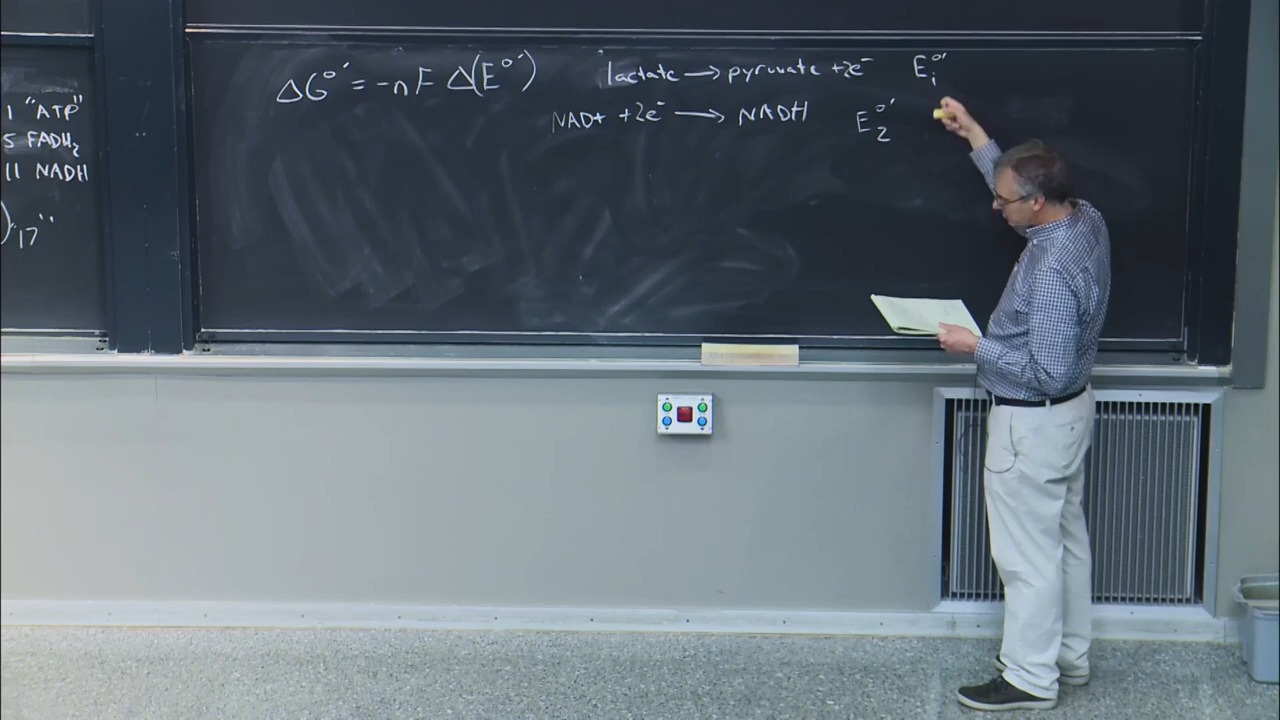 1 "ATP"
5 FADH₂
11 NADH
) "17"
ΔG°′ = -nF Δ(E°′)
lactate → pyruvate + 2e⁻ E₁°′
NAD+ + 2e⁻ → NADH E₂°′